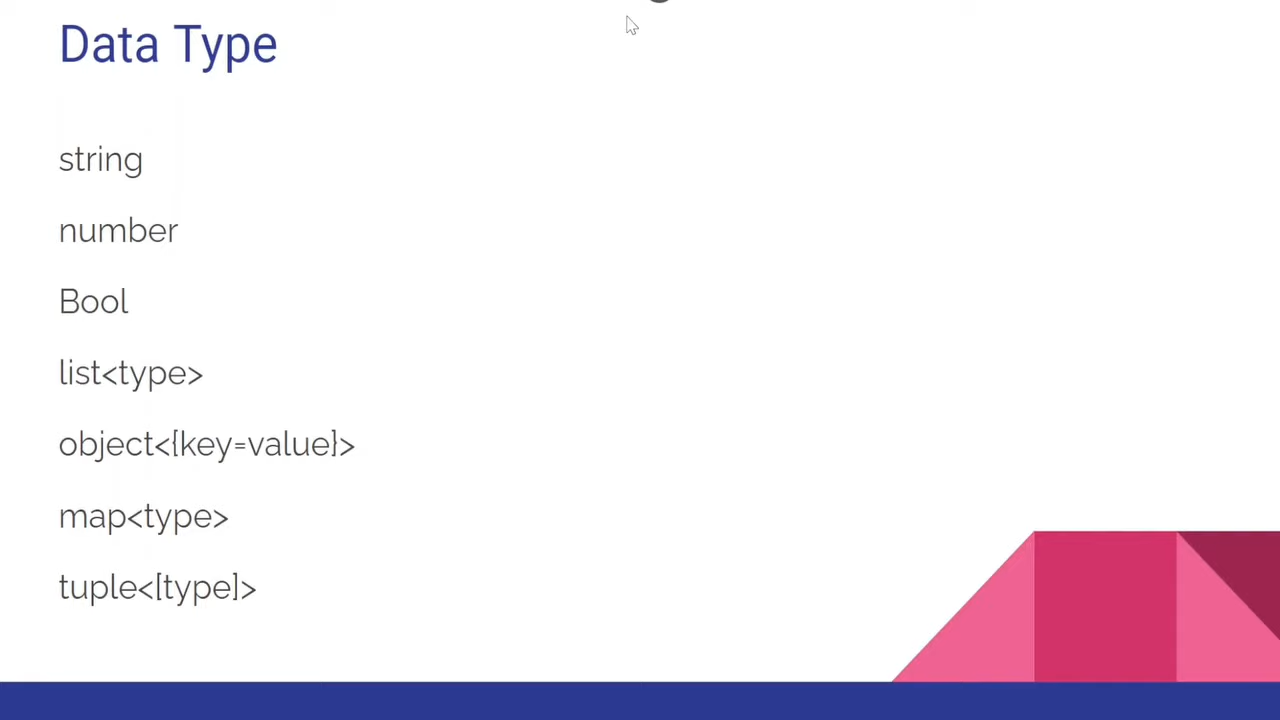 Data Type
string
number
Bool
list<type>
object<{key=value}>
map<type>
tuple<[type]>